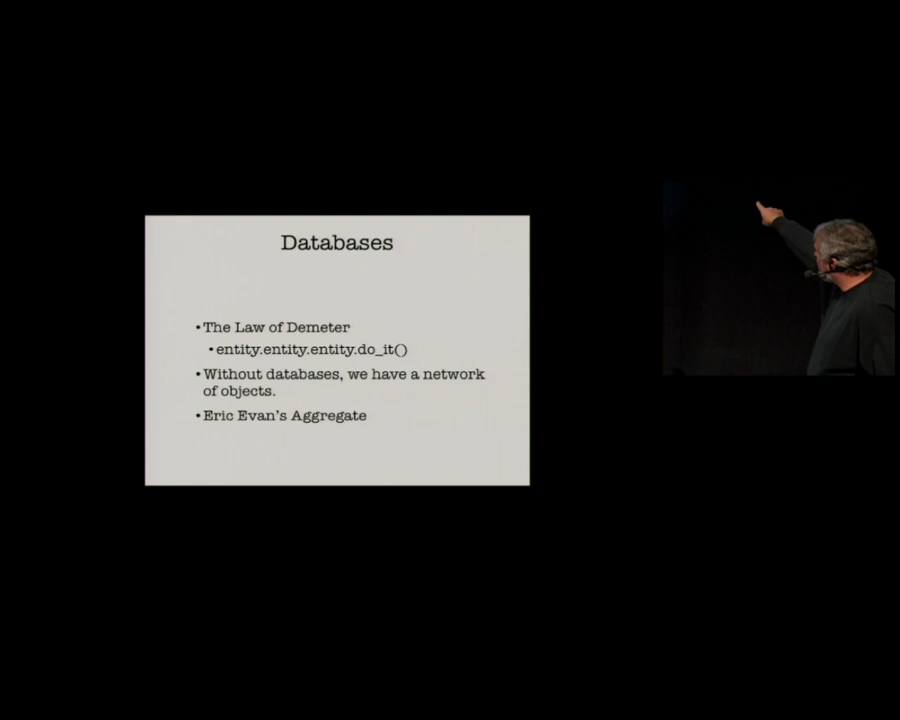 Databases
•The Law of Demeter
•entity.entity.entity.do_it()
•Without databases, we have a network
of objects.
•Eric Evan's Aggregate